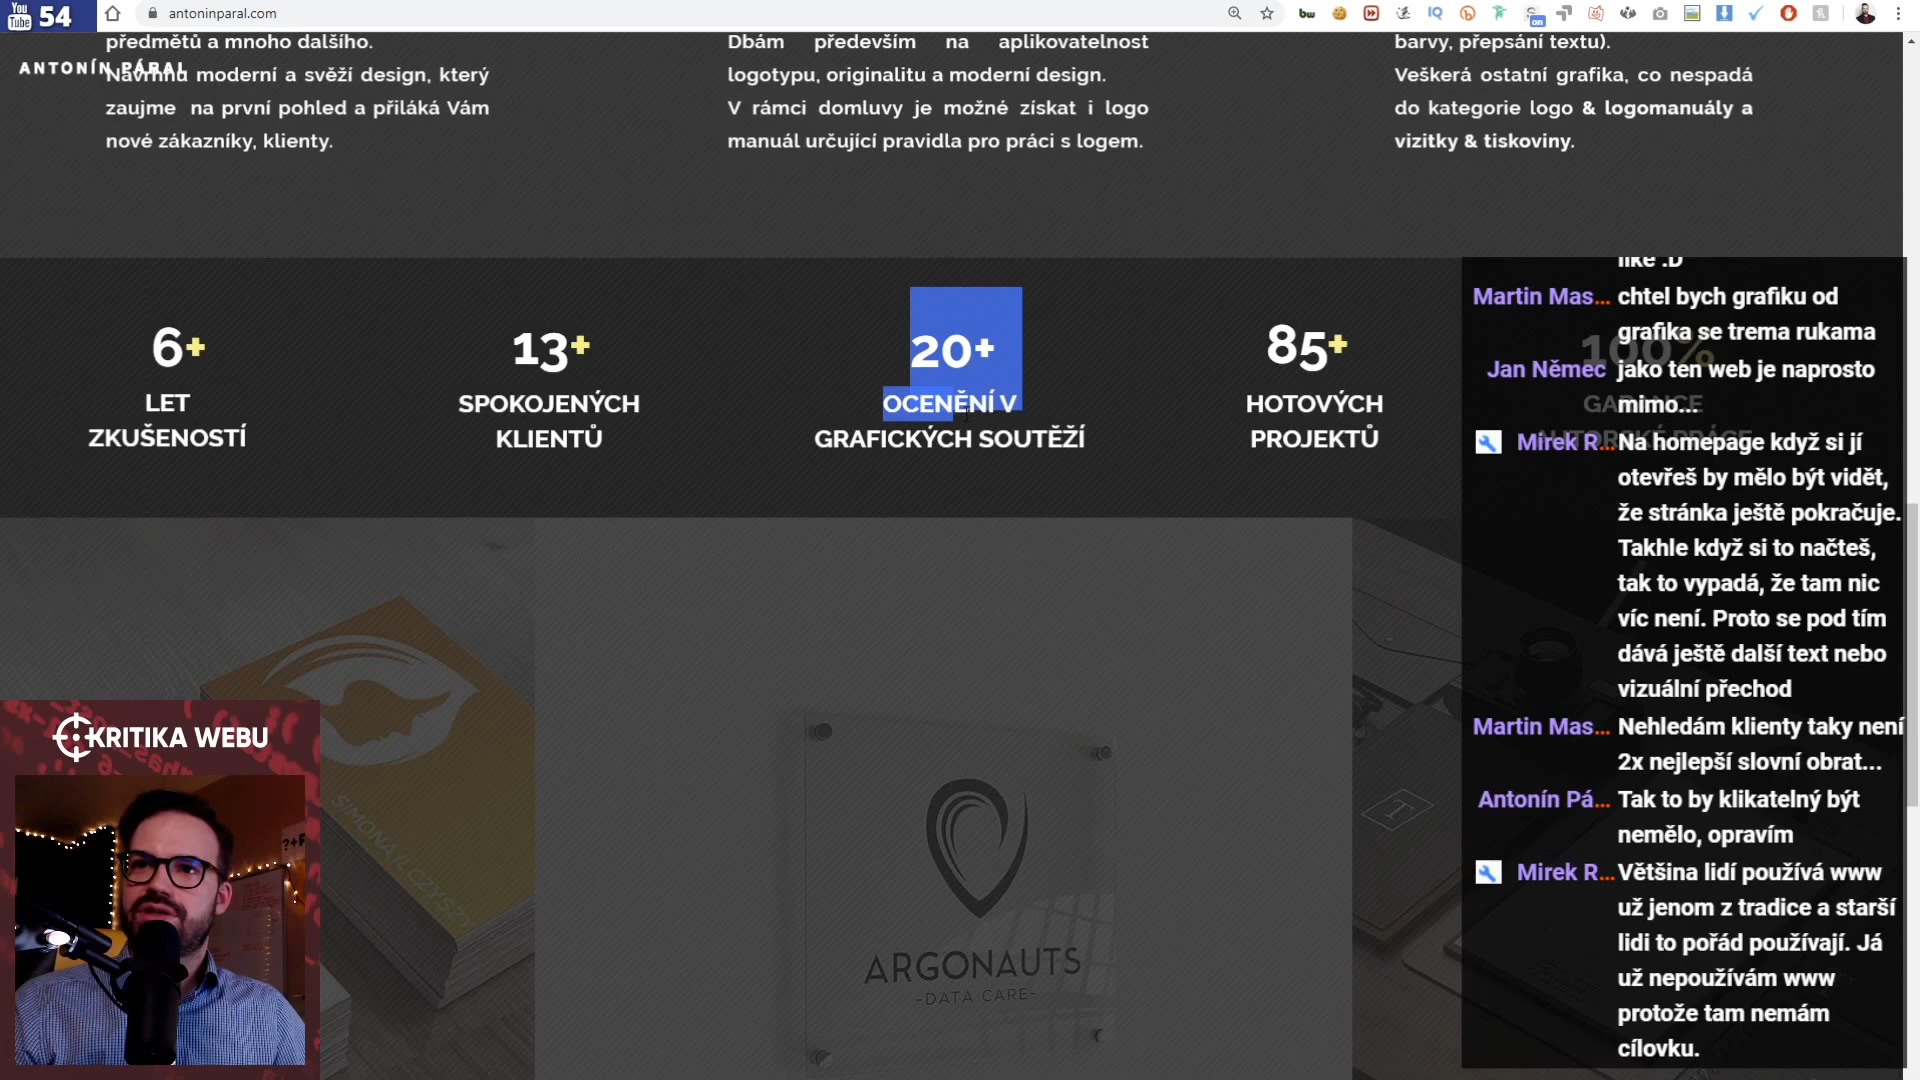 You
Tube 54
antoninparal.com
ANTONÍN PÁRAL
předmětů a mnoho dalšího.
Navrhnu moderní a svěží design, který
zaujme na první pohled a přiláká Vám
nové zákazníky, klienty.
Dbám především na aplikovatelnost
logotypu, originalitu a moderní design.
V rámci domluvy je možné získat i logo
manuál určující pravidla pro práci s logem.
barvy, přepsání textu).
Veškerá ostatní grafika, co nespadá
do kategorie logo & logomanuály a
vizitky & tiskoviny.
6+
LET
ZKUŠENOSTÍ
13+
SPOKOJENÝCH
KLIENTŮ
20+
OCENĚNÍ V
GRAFICKÝCH SOUTĚŽÍ
85+
HOTOVÝCH
PROJEKTŮ
100%
GARANCE
AUTORSKÉ PRÁCE
like :D
Martin Mas... chtel bych grafiku od
grafika se trema rukama
Jan Němec jako ten web je naprosto
mimo...
Mirek R... Na homepage když si jí
otevřeš by mělo být vidět,
že stránka ještě pokračuje.
Takhle když si to načteš,
tak to vypadá, že tam nic
víc není. Proto se pod tím
dává ještě další text nebo
vizuální přechod
Martin Mas... Nehledám klienty taky není
2x nejlepší slovní obrat...
Antonín Pá... Tak to by klikatelný být
nemělo, opravím
Mirek R... Většina lidí používá www
už jenom z tradice a starší
lidi to pořád používají. Já
už nepoužívám www
protože tam nemám
cílovku.
ARGONAUTS
-DATA CARE-
T
KRITIKA WEBU